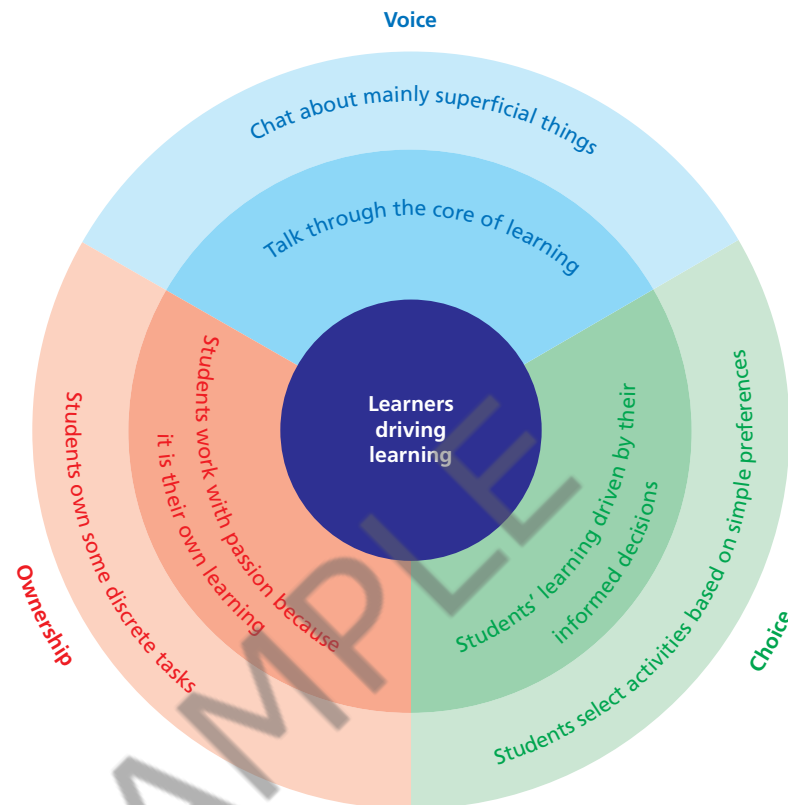 Voice
Chat about mainly superficial things
Talk through the core of learning
Learners
driving
learning
Students work with passion because
it is their own learning
Students own some discrete tasks
Ownership
Students' learning driven by their
informed decisions
Students select activities based on simple preferences
Choice
AMPLE